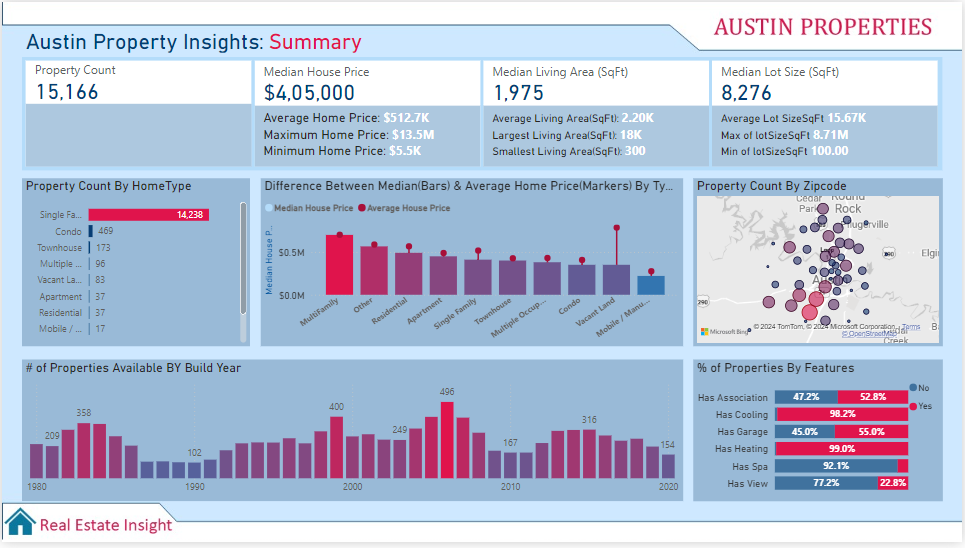 AUSTIN PROPERTIES
Austin Property Insights: Summary
Property Count
15,166
Median House Price
$4,05,000
Average Home Price: $512.7K
Maximum Home Price: $13.5M
Minimum Home Price: $5.5K
Median Living Area (SqFt)
1,975
Average Living Area(SqFt): 2.20K
Largest Living Area(SqFt): 18K
Smallest Living Area(SqFt): 300
Median Lot Size (SqFt)
8,276
Average Lot SizeSqFt 15.67K
Max of lotSizeSqFt 8.71M
Min of lotSizeSqFt 100.00
Property Count By HomeType
Single Fa... 14,238
Condo 469
Townhouse 173
Multiple ... 96
Vacant La... 83
Apartment 37
Residential 37
Mobile / ... 17
Difference Between Median(Bars) & Average Home Price(Markers) By Ty...
Median House Price Average House Price
Median House P...
$0.5M
$0.0M
MultiFamily
Other
Residential
Apartment
Single Family
Townhouse
Multiple Occup...
Condo
Vacant Land
Mobile / Manu...
Property Count By Zipcode
Cedar
Park
Round
Rock
Pflugerville
Elgin
290
290
Microsoft Bing
© 2024 TomTom, © 2024 Microsoft Corporation, Terms
© OpenStreetMap
Creek
# of Properties Available BY Build Year
209
358
102
400
249
496
167
316
154
1980 1990 2000 2010 2020
% of Properties By Features
No
Yes
Has Association 47.2% 52.8%
Has Cooling 98.2%
Has Garage 45.0% 55.0%
Has Heating 99.0%
Has Spa 92.1%
Has View 77.2% 22.8%
Real Estate Insight